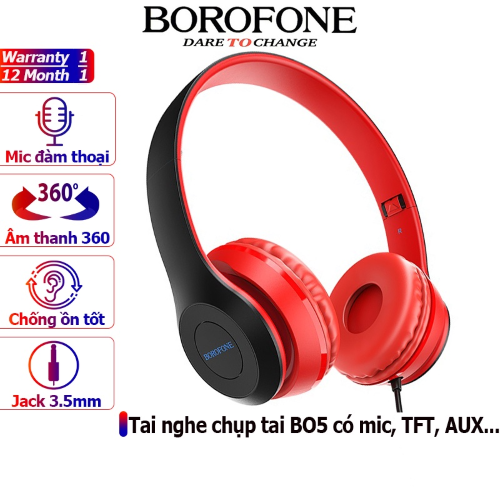 BOROFONE
DARE TO CHANGE
Warranty 1
12 Month 1
Mic đàm thoại
360°
Âm thanh 360
Chống ồn tốt
Jack 3.5mm
R
BOROFONE
Tai nghe chụp tai BO5 có mic, TFT, AUX...